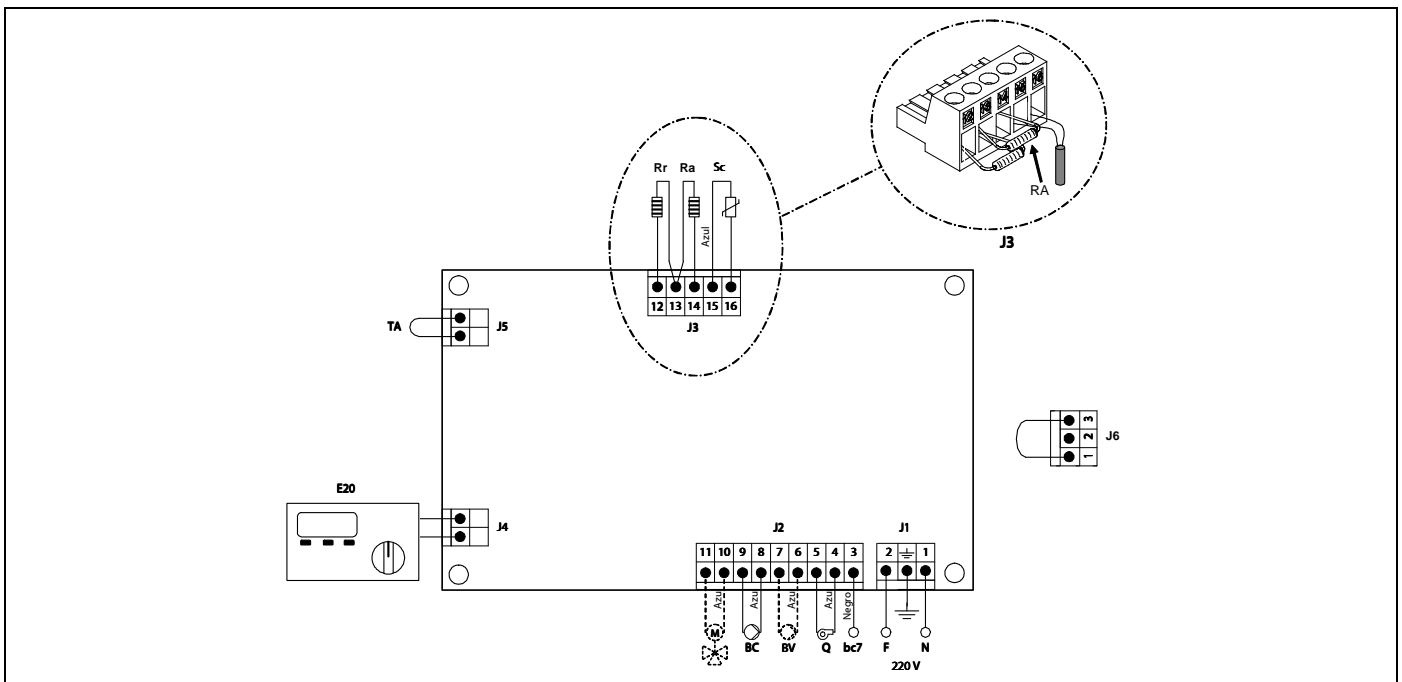 RA
J3
Rr Ra Sc
Azul
12 13 14 15 16
J3
TA
J5
3
2
1
J6
E20
J4
J2
J1
11 10 9 8 7 6 5 4 3
2 1
Azul Azul Azul Azul Negro
M
BC BV Q bc7 F N
220 V